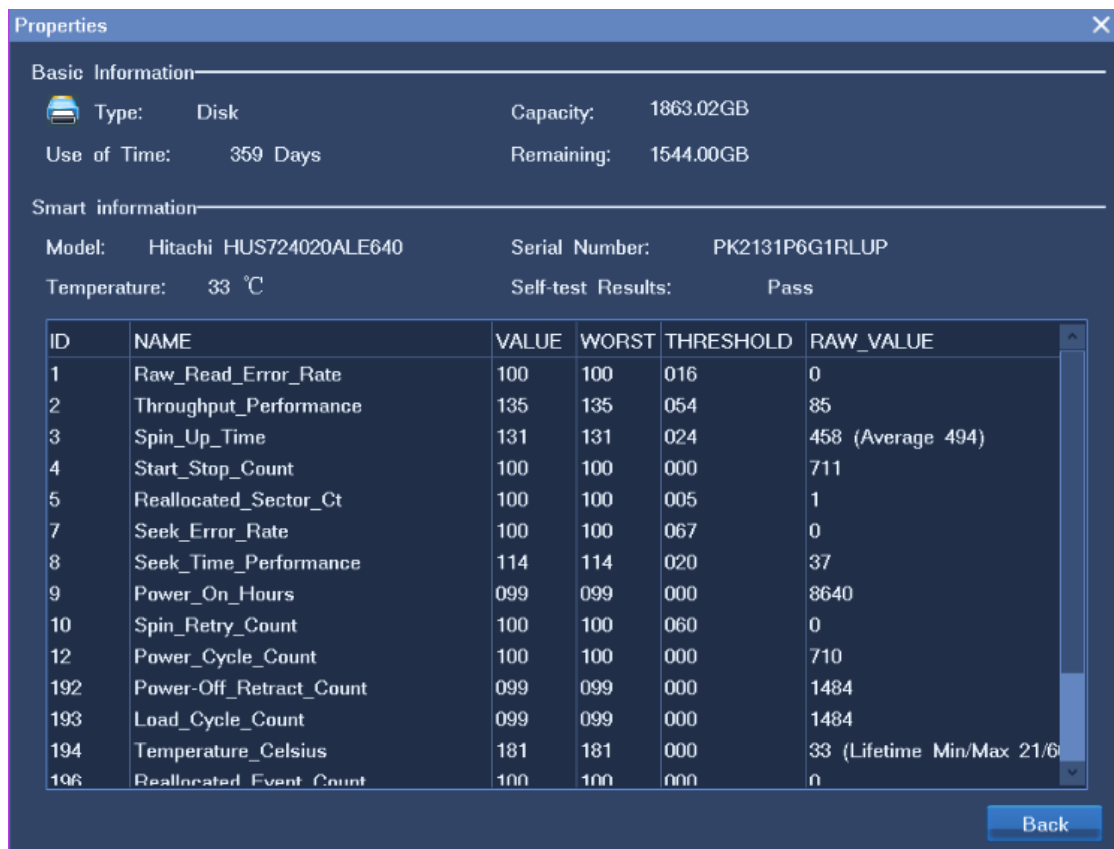 Properties
Basic Information
Type: Disk Capacity: 1863.02GB
Use of Time: 359 Days Remaining: 1544.00GB
Smart information
Model: Hitachi HUS724020ALE640 Serial Number: PK2131P6G1RLUP
Temperature: 33 ℃ Self-test Results: Pass
ID NAME VALUE WORST THRESHOLD RAW_VALUE
1 Raw_Read_Error_Rate 100 100 016 0
2 Throughput_Performance 135 135 054 85
3 Spin_Up_Time 131 131 024 458 (Average 494)
4 Start_Stop_Count 100 100 000 711
5 Reallocated_Sector_Ct 100 100 005 1
7 Seek_Error_Rate 100 100 067 0
8 Seek_Time_Performance 114 114 020 37
9 Power_On_Hours 099 099 000 8640
10 Spin_Retry_Count 100 100 060 0
12 Power_Cycle_Count 100 100 000 710
192 Power-Off_Retract_Count 099 099 000 1484
193 Load_Cycle_Count 099 099 000 1484
194 Temperature_Celsius 181 181 000 33 (Lifetime Min/Max 21/6
196 Reallocated_Event_Count 100 100 000 0
Back